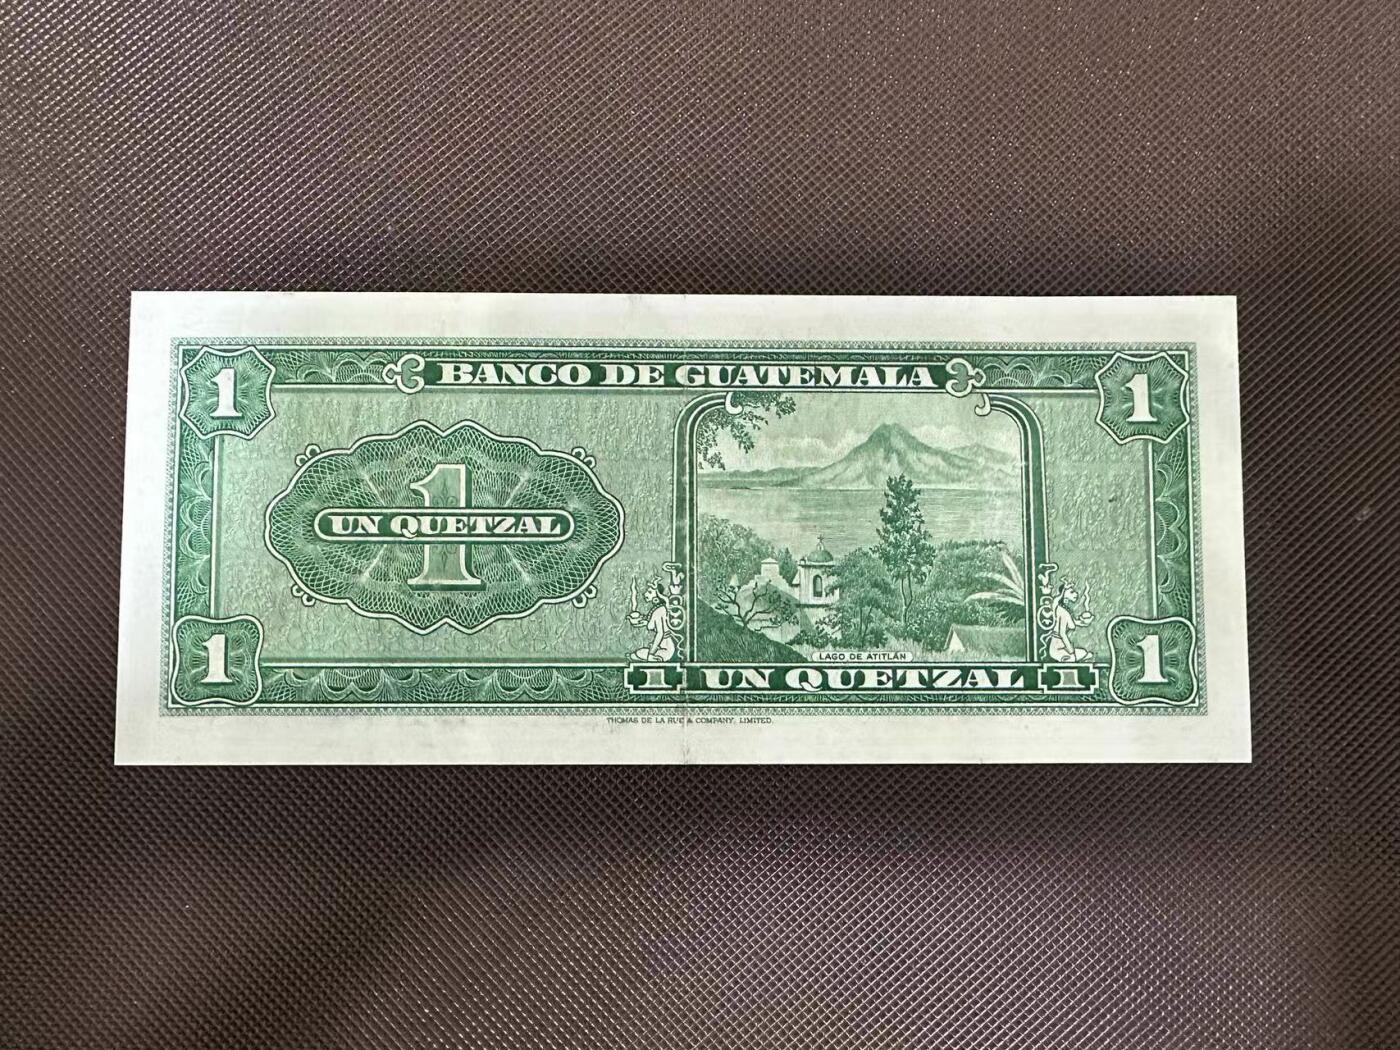 1 BANCO DE GUATEMALA 1
1
UN QUETZAL
LAGO DE ATITLÁN
1 1 UN QUETZAL 1 1
THOMAS DE LA RUE & COMPANY, LIMITED.